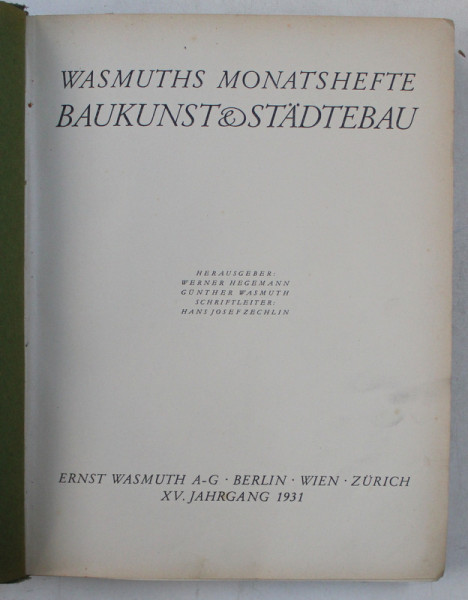 WASMUTHS MONATSHEFTE
BAUKUNST & STÄDTEBAU
HERAUSGEBER:
WERNER HEGEMANN
GÜNTHER WASMUTH
SCHRIFTLEITER:
HANS JOSEF ZECHLIN
ERNST WASMUTH A-G · BERLIN · WIEN · ZÜRICH
XV. JAHRGANG 1931